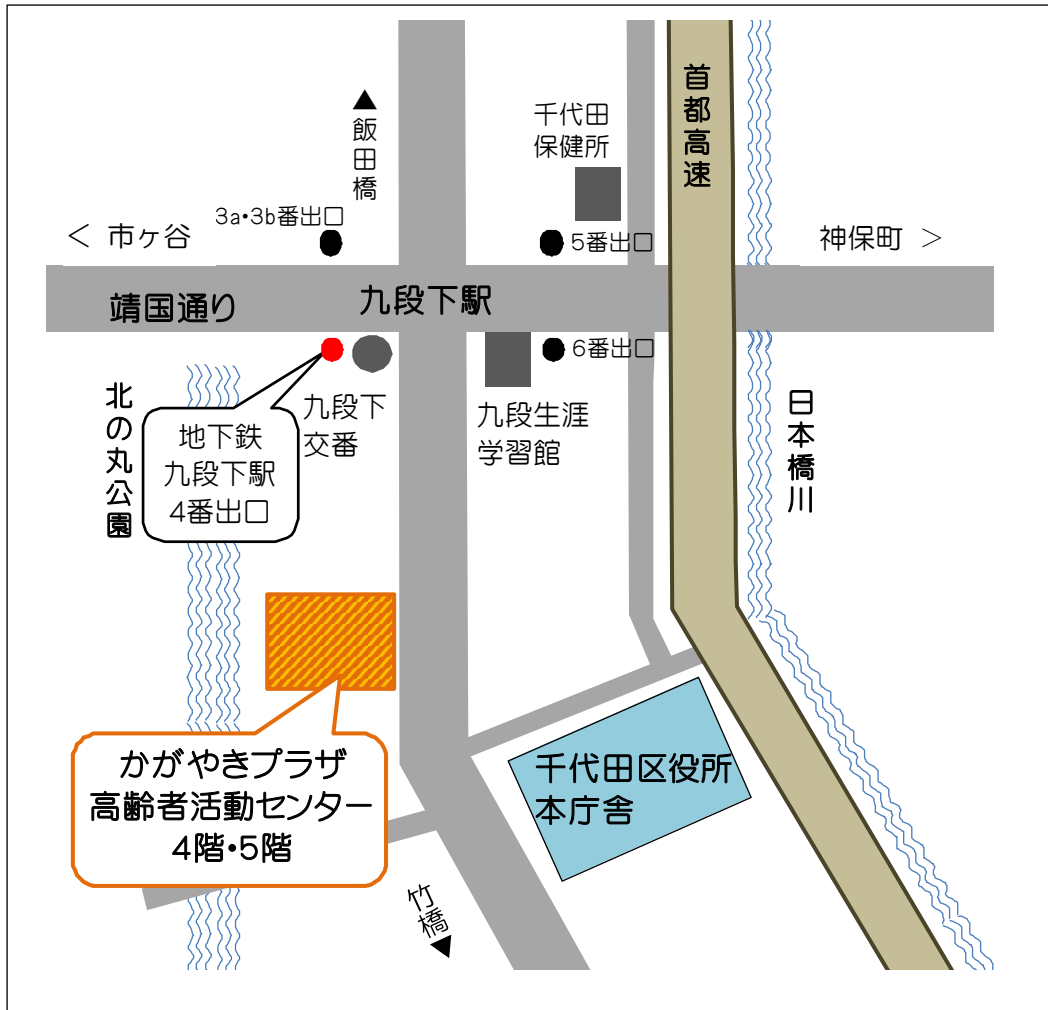 ▲飯田橋
千代田
保健所
首都高速
3a・3b番出口
< 市ヶ谷
5番出口
神保町 >
靖国通り
九段下駅
6番出口
北の丸公園
地下鉄
九段下駅
4番出口
九段下
交番
九段生涯
学習館
日本橋川
かがやきプラザ
高齢者活動センター
4階・5階
千代田区役所
本庁舎
竹橋▼